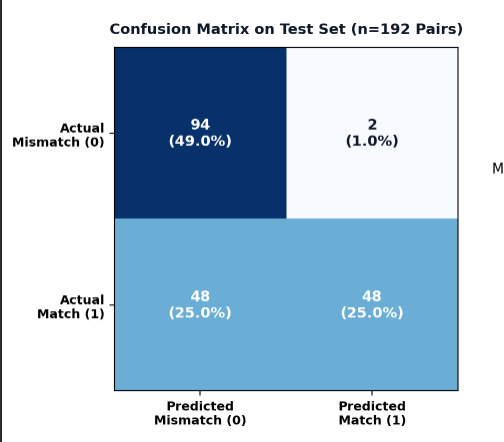 Confusion Matrix on Test Set (n=192 Pairs)
Actual
Mismatch (0)
94
(49.0%)
2
(1.0%)
M
Actual
Match (1)
48
(25.0%)
48
(25.0%)
Predicted
Mismatch (0)
Predicted
Match (1)